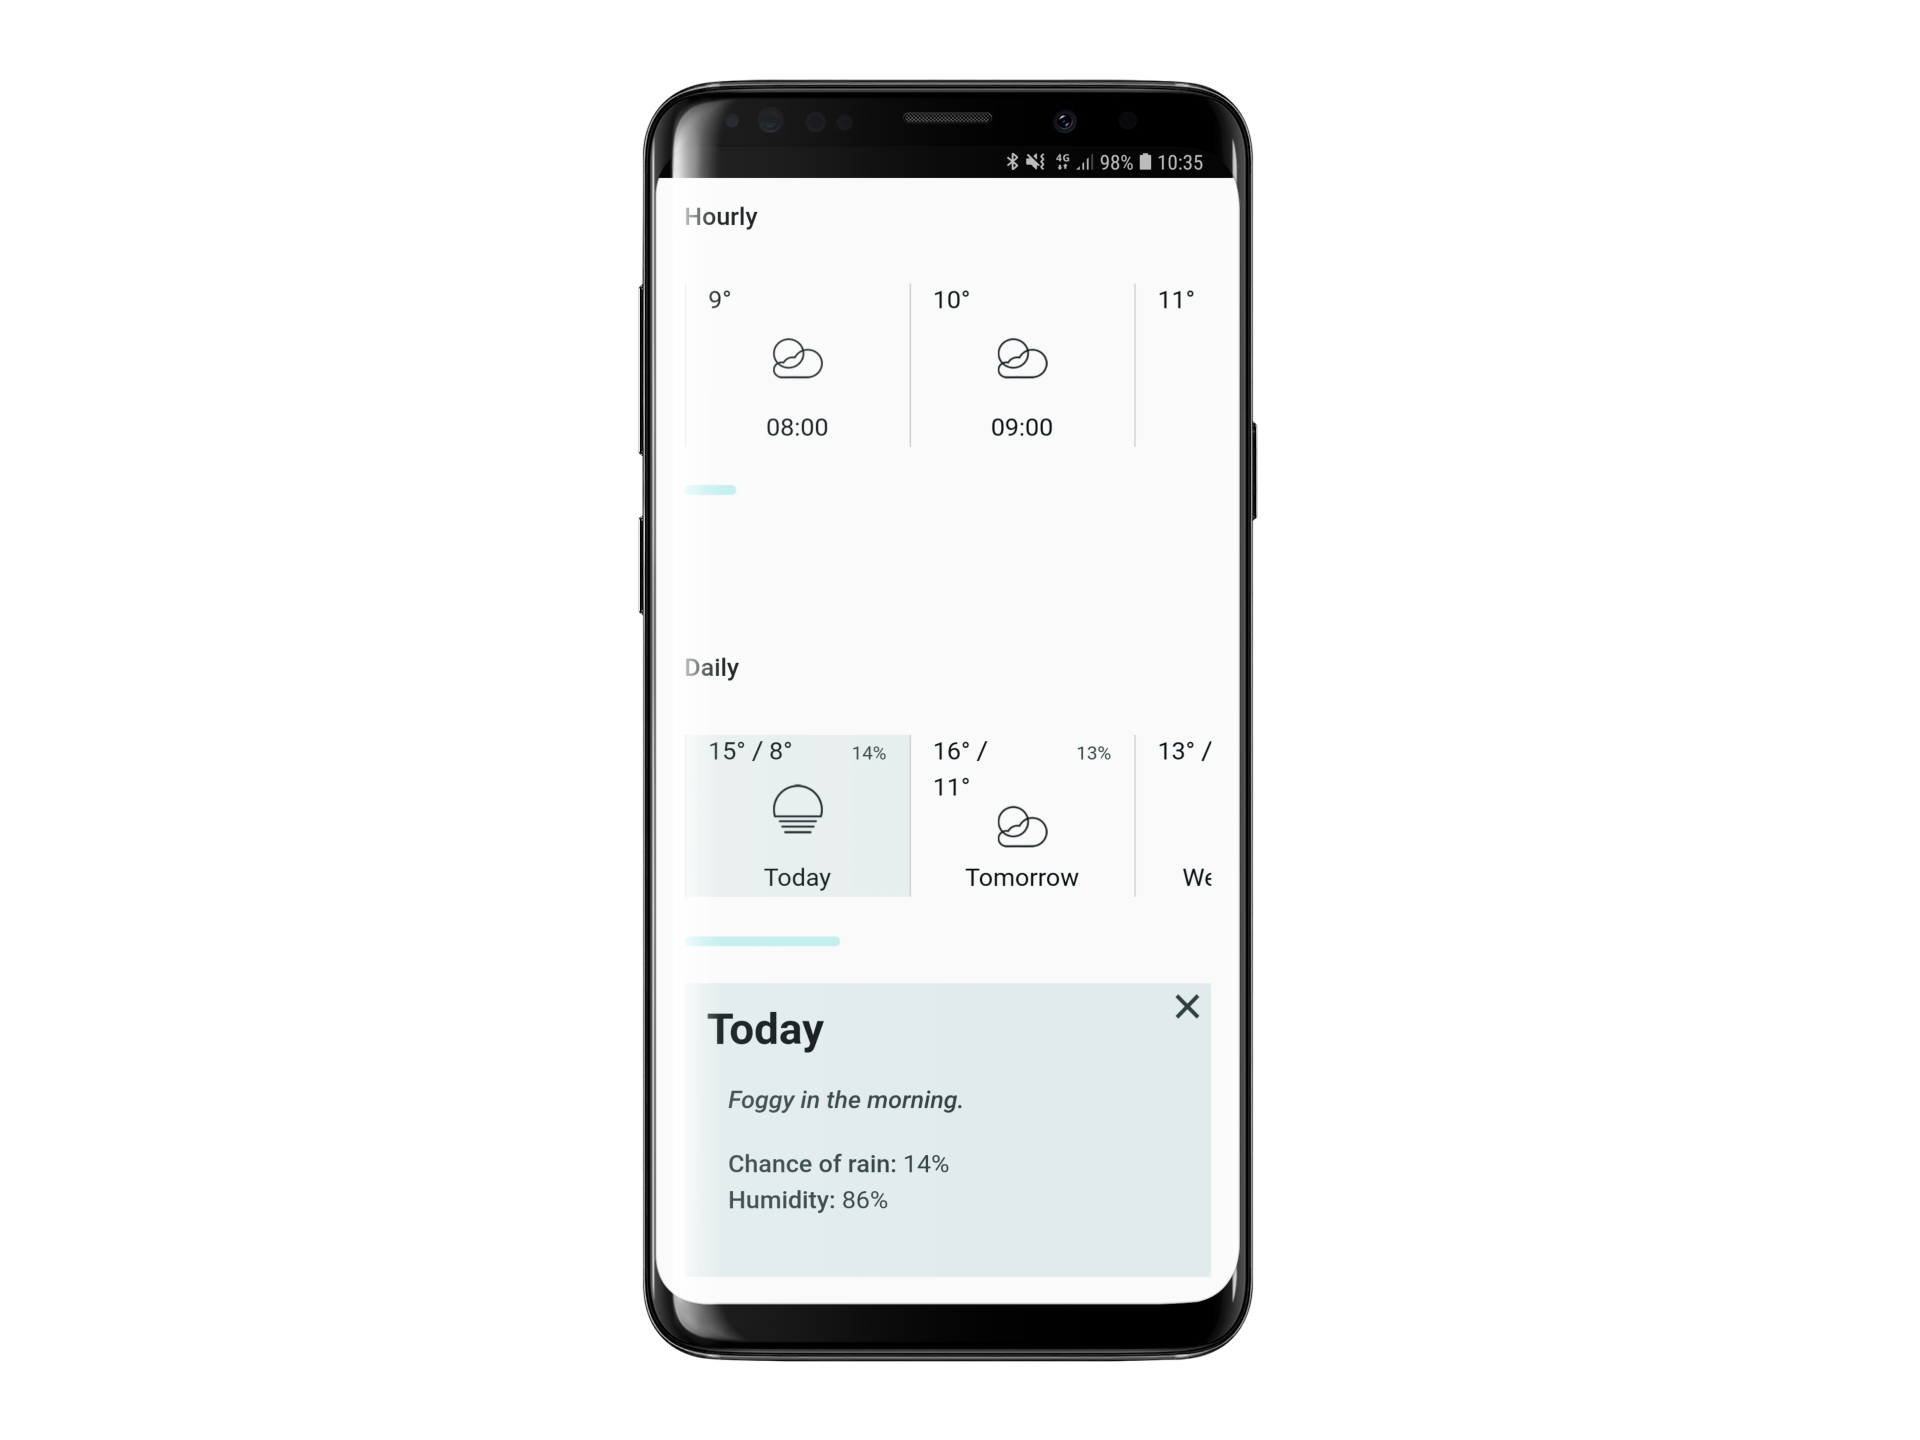 4G 98% 10:35
Hourly
9° 10° 11°
08:00 09:00
Daily
15° / 8° 14% 16° / 13% 13° /
11°
Today Tomorrow We
Today
Foggy in the morning.
Chance of rain: 14%
Humidity: 86%